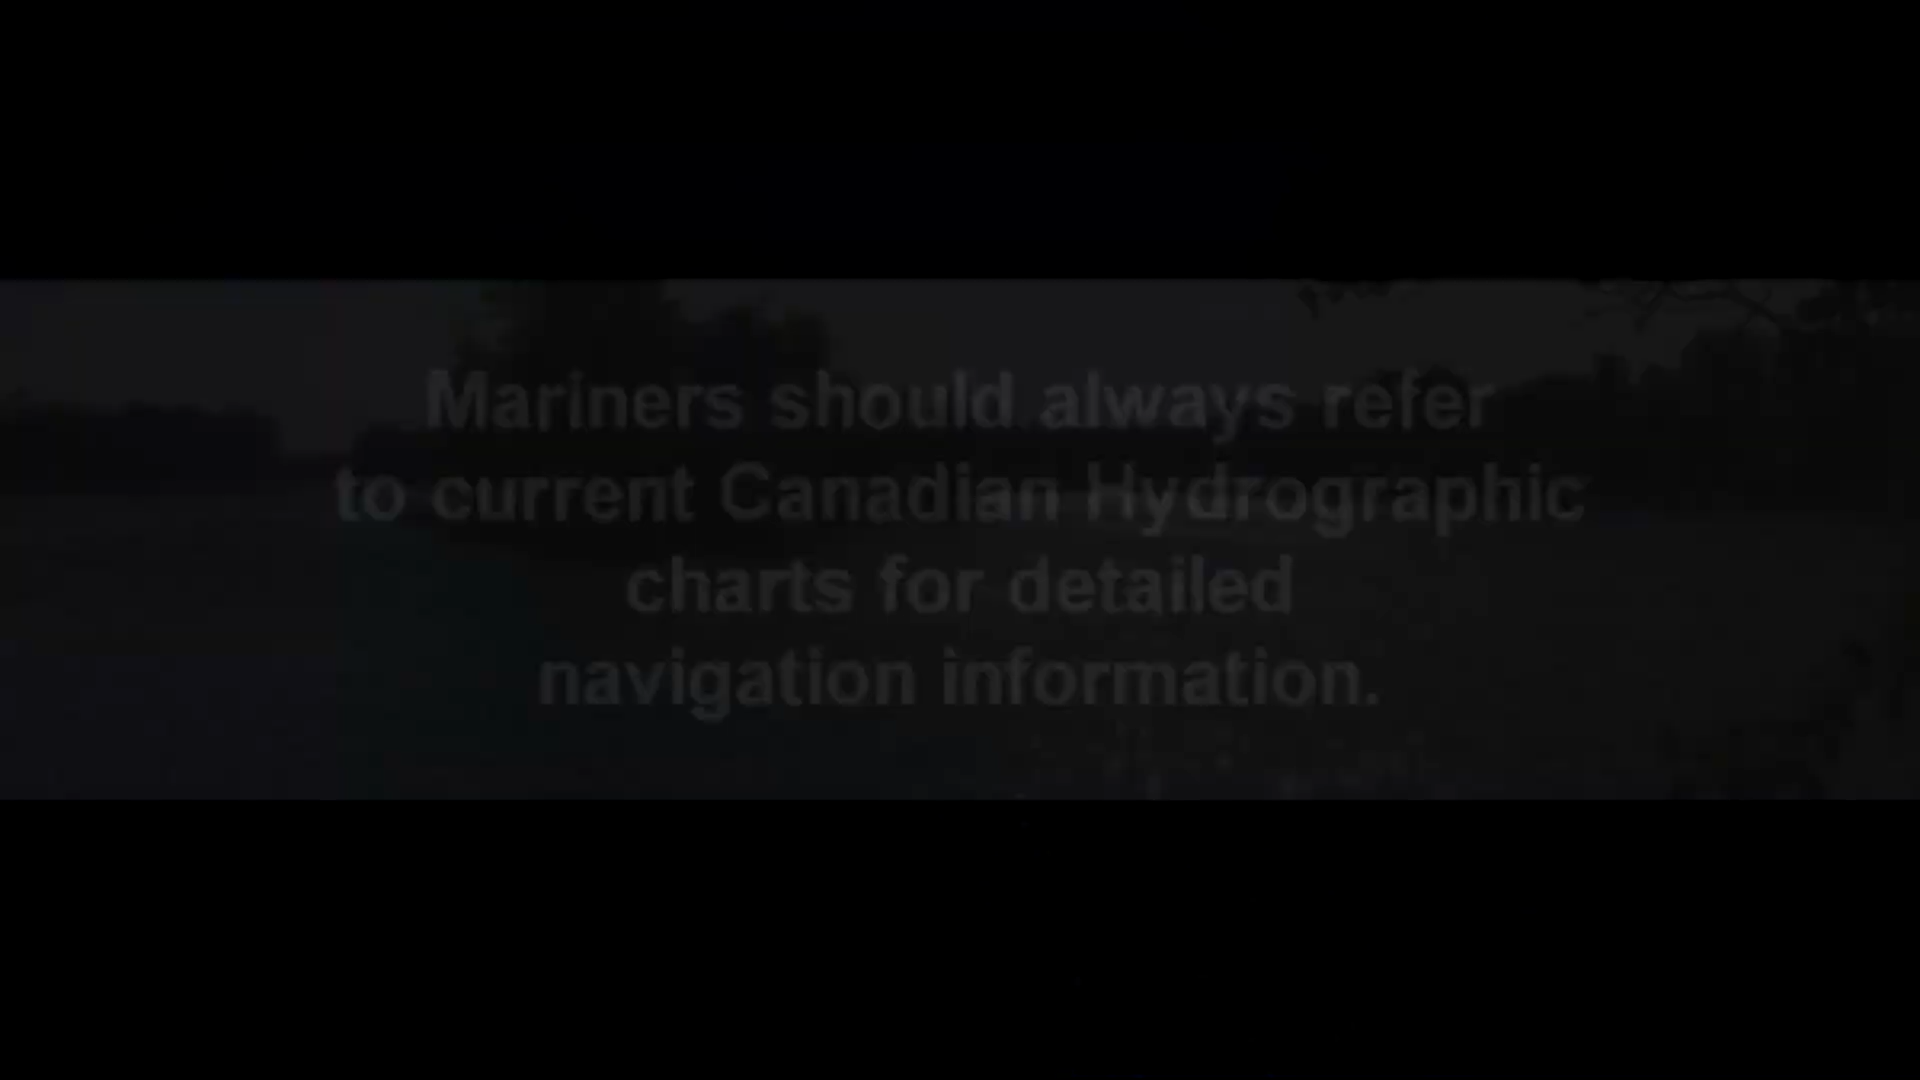 Mariners should always refer
to current Canadian Hydrographic
charts for detailed
navigation information.